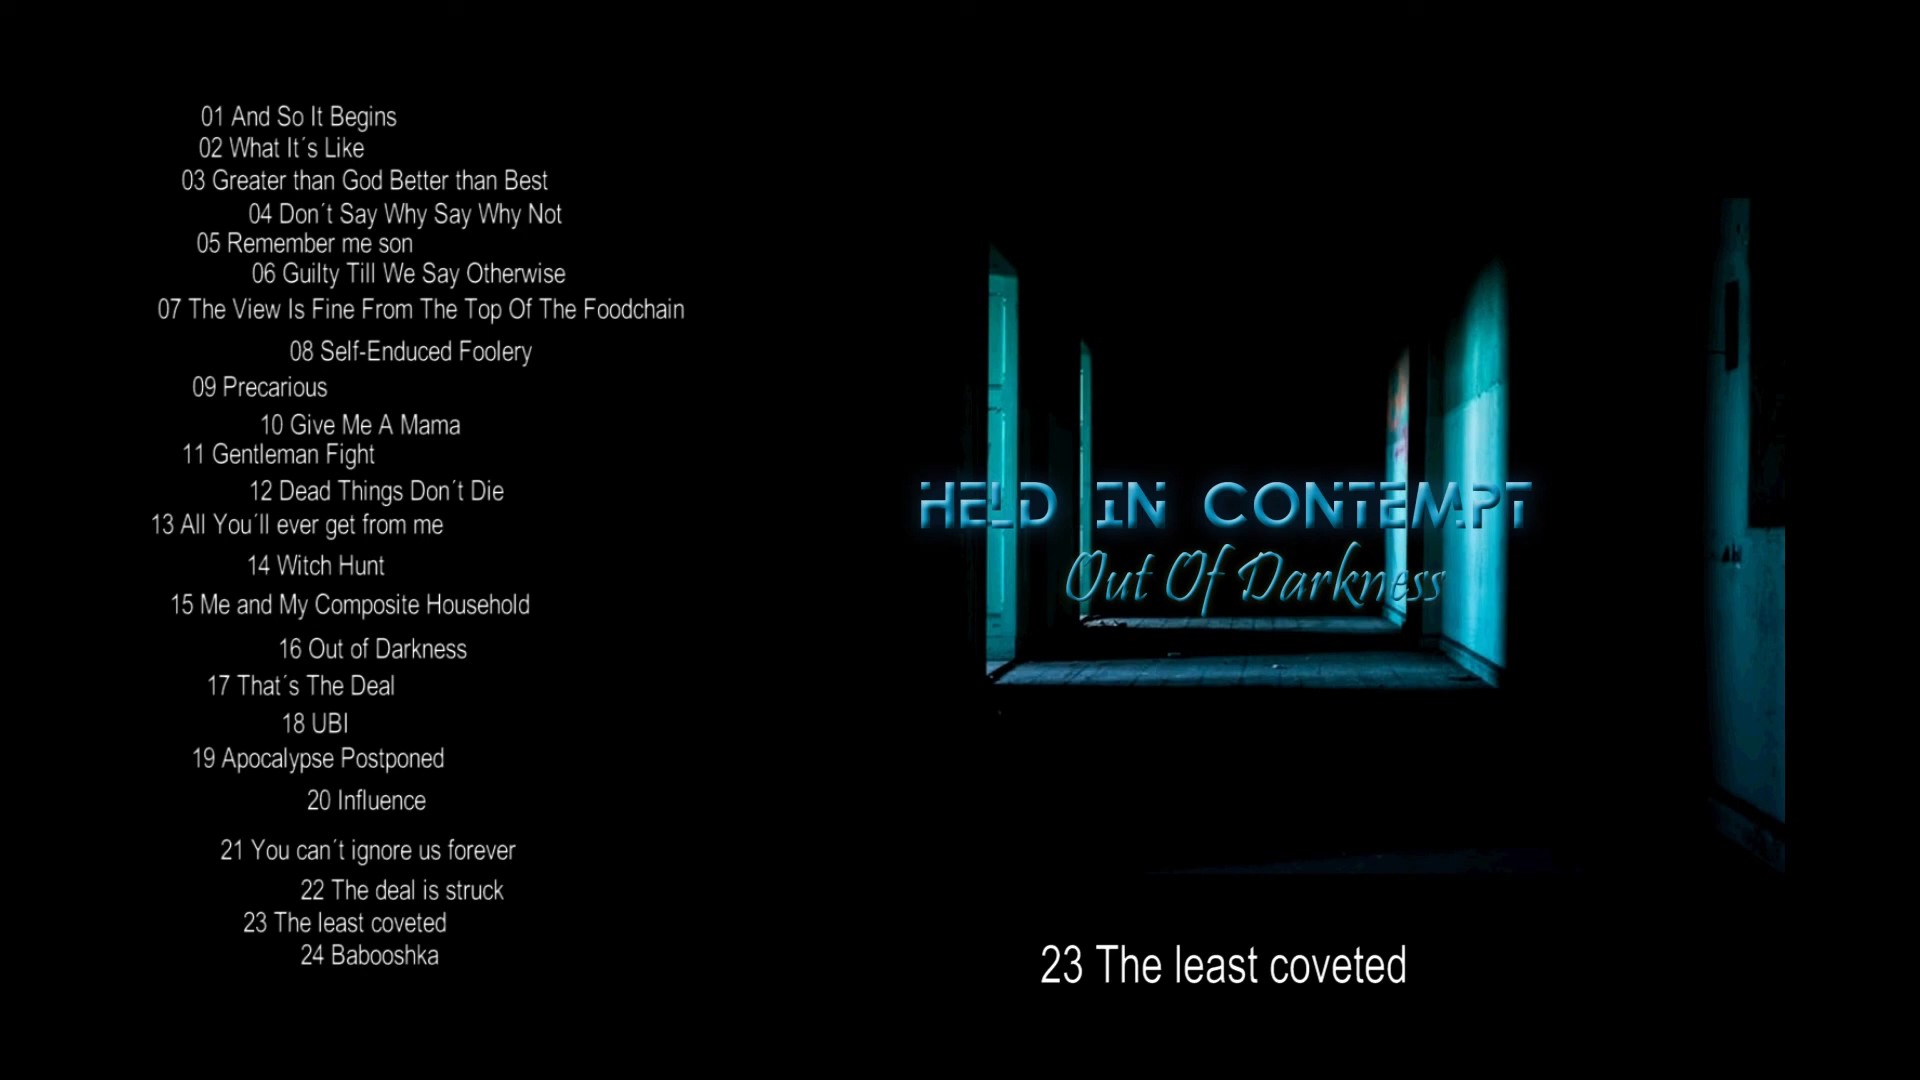 01 And So It Begins
02 What It´s Like
03 Greater than God Better than Best
04 Don´t Say Why Say Why Not
05 Remember me son
06 Guilty Till We Say Otherwise
07 The View Is Fine From The Top Of The Foodchain
08 Self-Enduced Foolery
09 Precarious
10 Give Me A Mama
11 Gentleman Fight
12 Dead Things Don´t Die
13 All You´ll ever get from me
14 Witch Hunt
15 Me and My Composite Household
16 Out of Darkness
17 That´s The Deal
18 UBI
19 Apocalypse Postponed
20 Influence
21 You can´t ignore us forever
22 The deal is struck
23 The least coveted
24 Babooshka
HELD IN CONTEMPT
Out Of Darkness
23 The least coveted